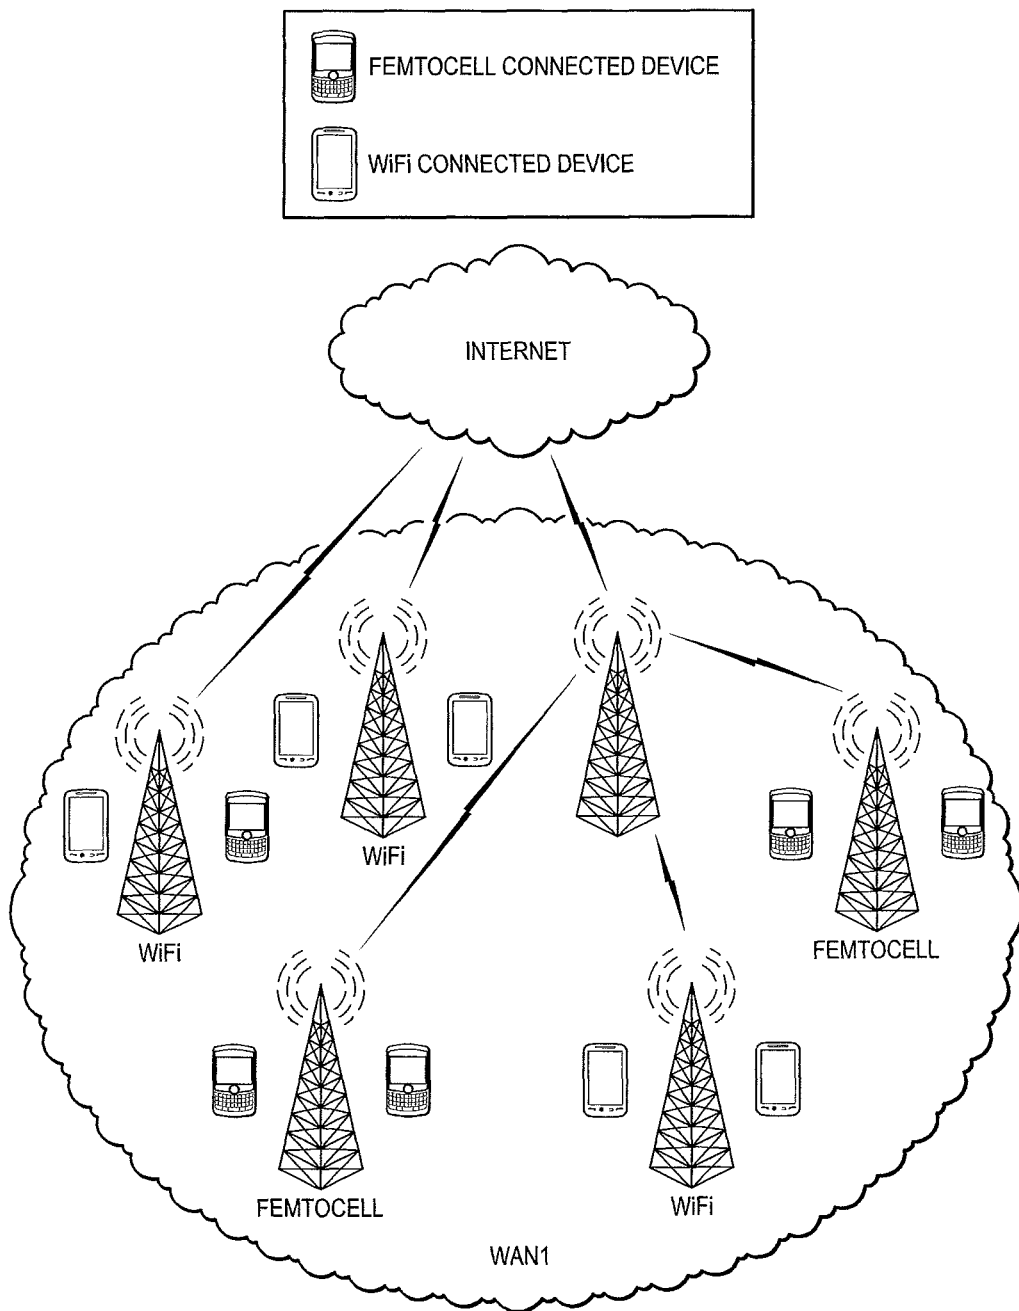 FEMTOCELL CONNECTED DEVICE
WiFi CONNECTED DEVICE
INTERNET
WiFi
WiFi
FEMTOCELL
FEMTOCELL
WiFi
WAN1